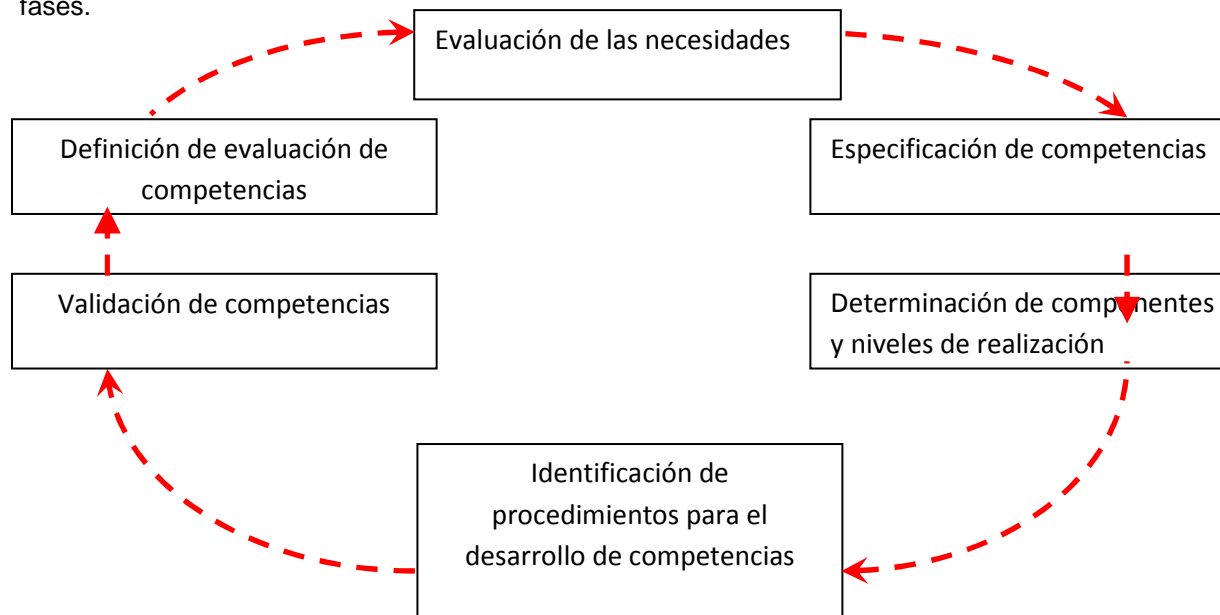 fases.
Evaluación de las necesidades
Definición de evaluación de
competencias
Especificación de competencias
Validación de competencias
Determinación de componentes
y niveles de realización
Identificación de
procedimientos para el
desarrollo de competencias